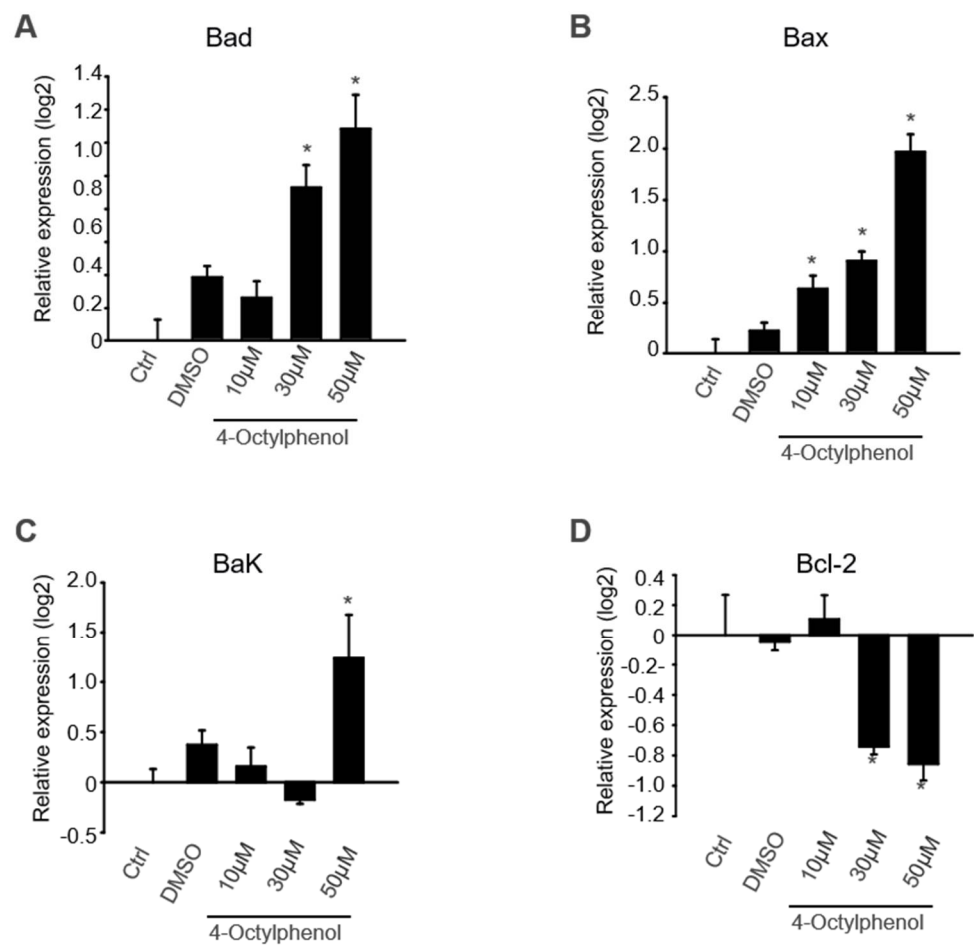 A
Bad
Relative expression (log2)
1.4
1.2
1.0
0.8
0.6
0.4
0.2
0
*
*
Ctrl
DMSO
10µM
30µM
50µM
4-Octylphenol
B
Bax
Relative expression (log2)
2.5
2.0
1.5
1.0
0.5
0
*
*
*
Ctrl
DMSO
10µM
30µM
50µM
4-Octylphenol
C
BaK
Relative expression (log2)
2.0
1.5
1.0
0.5
0
-0.5
*
Ctrl
DMSO
10µM
30µM
50µM
4-Octylphenol
D
Bcl-2
Relative expression (log2)
0.4
0.2
0
-0.2-
-0.4
-0.6
-0.8
-1.0
-1.2
*
*
Ctrl
DMSO
10µM
30µM
50µM
4-Octylphenol